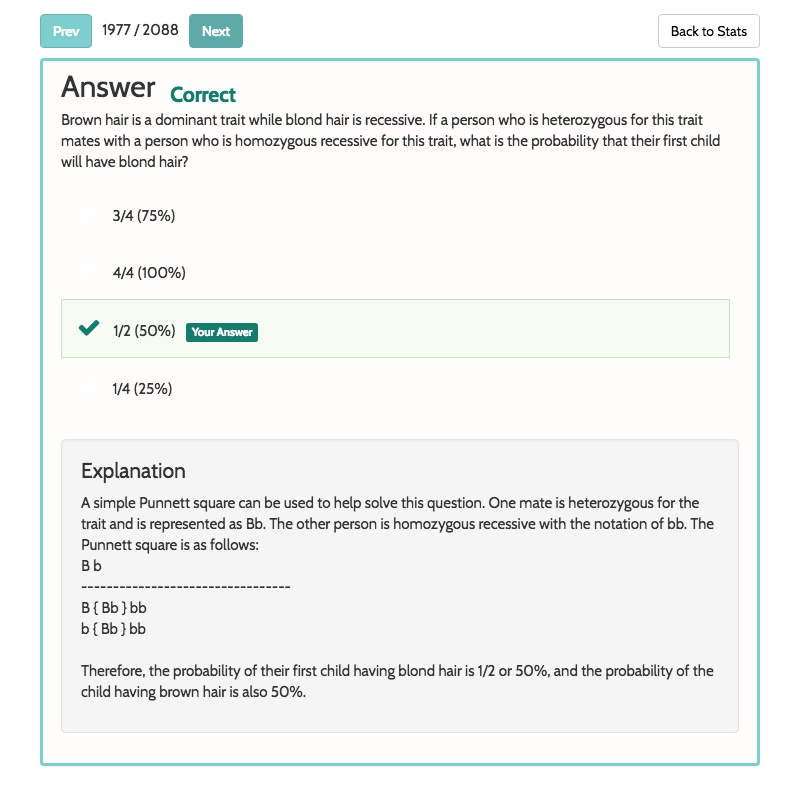 Prev 1977 / 2088 Next Back to Stats
Answer Correct
Brown hair is a dominant trait while blond hair is recessive. If a person who is heterozygous for this trait
mates with a person who is homozygous recessive for this trait, what is the probability that their first child
will have blond hair?
3/4 (75%)
4/4 (100%)
1/2 (50%) Your Answer
1/4 (25%)
Explanation
A simple Punnett square can be used to help solve this question. One mate is heterozygous for the
trait and is represented as Bb. The other person is homozygous recessive with the notation of bb. The
Punnett square is as follows:
B b
---------------------------------
B { Bb } bb
b { Bb } bb
Therefore, the probability of their first child having blond hair is 1/2 or 50%, and the probability of the
child having brown hair is also 50%.